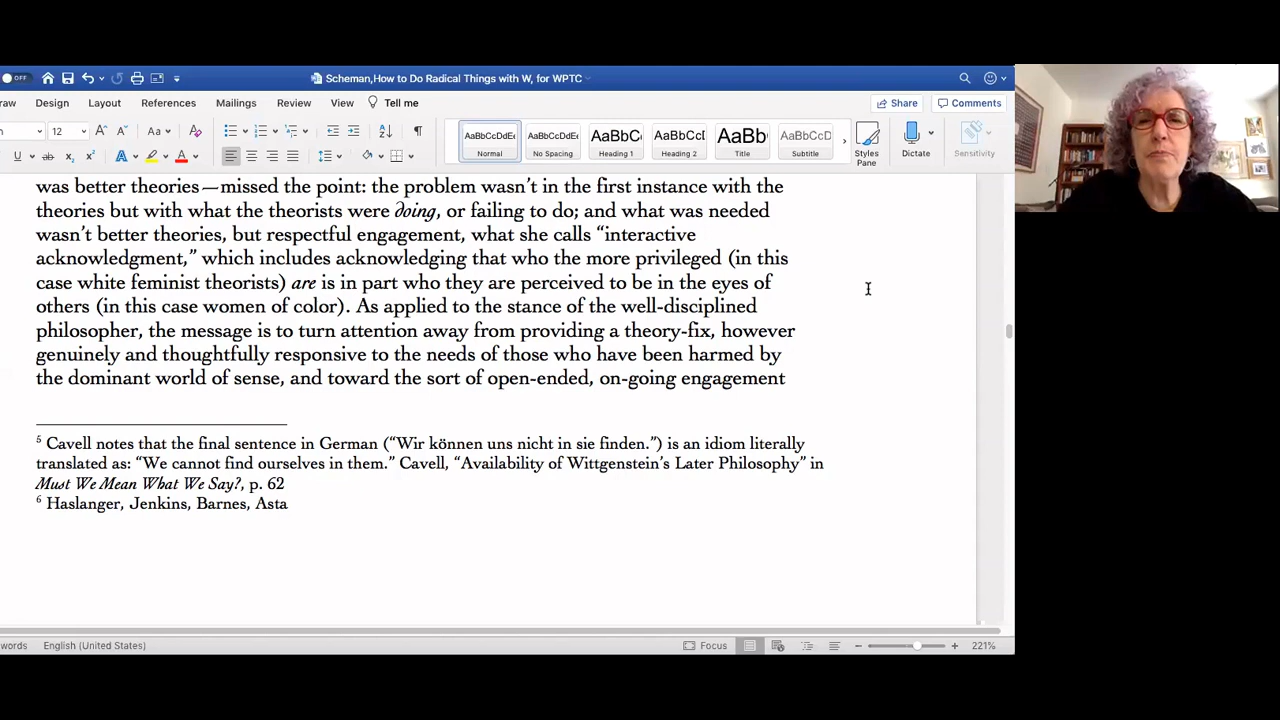 OFF
Scheman,How to Do Radical Things with W, for WPTC
raw Design Layout References Mailings Review View Tell me Share Comments
12 Aa
AaBbCcDdEe AaBbCcDdEe AaBbC AaBbCcD AaBb AaBbCcD
Normal No Spacing Heading 1 Heading 2 Title Subtitle Styles Pane Dictate Sensitivity
was better theories—missed the point: the problem wasn’t in the first instance with the
theories but with what the theorists were doing, or failing to do; and what was needed
wasn’t better theories, but respectful engagement, what she calls “interactive
acknowledgment,” which includes acknowledging that who the more privileged (in this
case white feminist theorists) are is in part who they are perceived to be in the eyes of
others (in this case women of color). As applied to the stance of the well-disciplined
philosopher, the message is to turn attention away from providing a theory-fix, however
genuinely and thoughtfully responsive to the needs of those who have been harmed by
the dominant world of sense, and toward the sort of open-ended, on-going engagement
5 Cavell notes that the final sentence in German (“Wir können uns nicht in sie finden.”) is an idiom literally
translated as: “We cannot find ourselves in them.” Cavell, “Availability of Wittgenstein’s Later Philosophy” in
Must We Mean What We Say?, p. 62
6 Haslanger, Jenkins, Barnes, Asta
words English (United States) Focus 221%